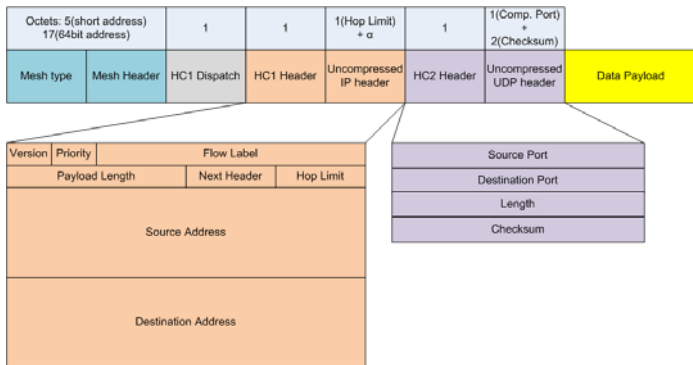 Octets: 5(short address)
17(64bit address)
1
1
1(Hop Limit)
+ α
1
1(Comp. Port)
+
2(Checksum)
Mesh type
Mesh Header
HC1 Dispatch
HC1 Header
Uncompressed
IP header
HC2 Header
Uncompressed
UDP header
Data Payload
Version
Priority
Flow Label
Payload Length
Next Header
Hop Limit
Source Address
Destination Address
Source Port
Destination Port
Length
Checksum